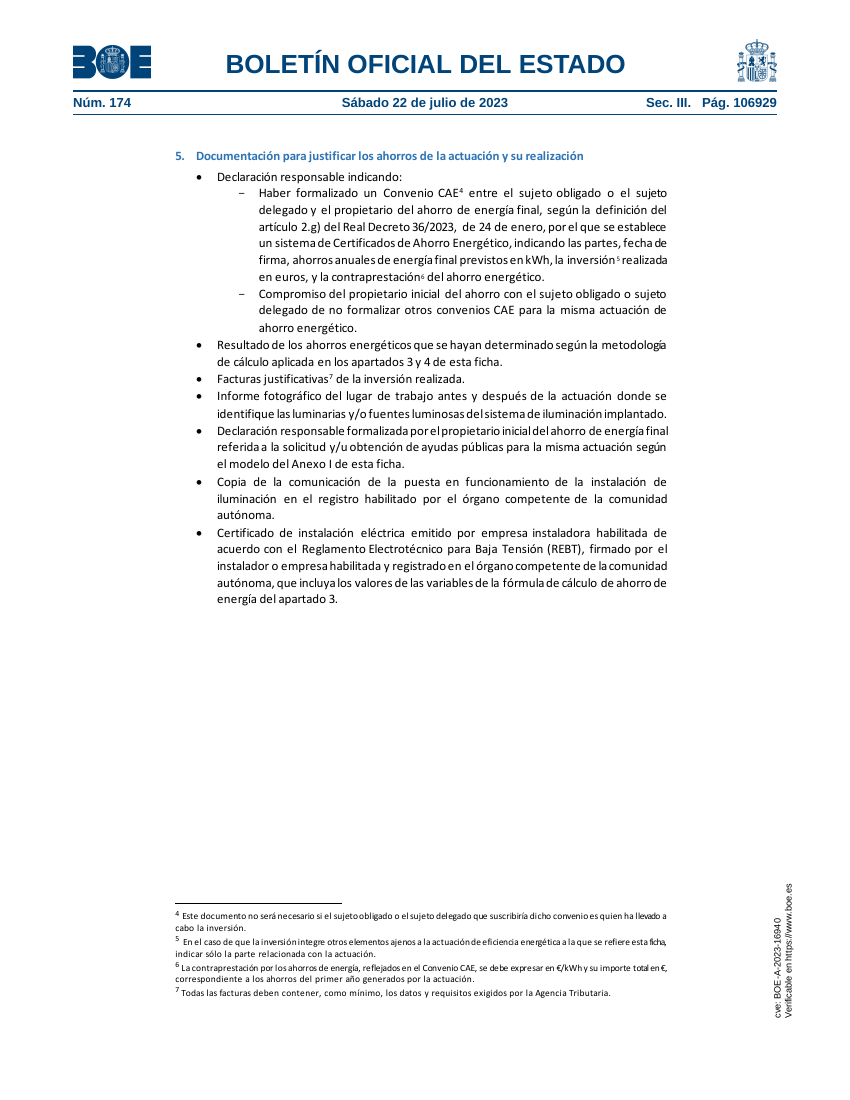 BOE
BOLETÍN OFICIAL DEL ESTADO
Núm. 174
Sábado 22 de julio de 2023
Sec. III. Pág. 106929
5. Documentación para justificar los ahorros de la actuación y su realización
• Declaración responsable indicando:
− Haber formalizado un Convenio CAE⁴ entre el sujeto obligado o el sujeto
delegado y el propietario del ahorro de energía final, según la definición del
artículo 2.g) del Real Decreto 36/2023, de 24 de enero, por el que se establece
un sistema de Certificados de Ahorro Energético, indicando las partes, fecha de
firma, ahorros anuales de energía final previstos en kWh, la inversión⁵ realizada
en euros, y la contraprestación⁶ del ahorro energético.
− Compromiso del propietario inicial del ahorro con el sujeto obligado o sujeto
delegado de no formalizar otros convenios CAE para la misma actuación de
ahorro energético.
• Resultado de los ahorros energéticos que se hayan determinado según la metodología
de cálculo aplicada en los apartados 3 y 4 de esta ficha.
• Facturas justificativas⁷ de la inversión realizada.
• Informe fotográfico del lugar de trabajo antes y después de la actuación donde se
identifique las luminarias y/o fuentes luminosas del sistema de iluminación implantado.
• Declaración responsable formalizada por el propietario inicial del ahorro de energía final
referida a la solicitud y/u obtención de ayudas públicas para la misma actuación según
el modelo del Anexo I de esta ficha.
• Copia de la comunicación de la puesta en funcionamiento de la instalación de
iluminación en el registro habilitado por el órgano competente de la comunidad
autónoma.
• Certificado de instalación eléctrica emitido por empresa instaladora habilitada de
acuerdo con el Reglamento Electrotécnico para Baja Tensión (REBT), firmado por el
instalador o empresa habilitada y registrado en el órgano competente de la comunidad
autónoma, que incluya los valores de las variables de la fórmula de cálculo de ahorro de
energía del apartado 3.
⁴ Este documento no será necesario si el sujeto obligado o el sujeto delegado que suscribiría dicho convenio es quien ha llevado a
cabo la inversión.
⁵ En el caso de que la inversión integre otros elementos ajenos a la actuación de eficiencia energética a la que se refiere esta ficha,
indicar sólo la parte relacionada con la actuación.
⁶ La contraprestación por los ahorros de energía, reflejados en el Convenio CAE, se debe expresar en €/kWh y su importe total en €,
correspondiente a los ahorros del primer año generados por la actuación.
⁷ Todas las facturas deben contener, como mínimo, los datos y requisitos exigidos por la Agencia Tributaria.
cve: BOE-A-2023-16940
Verificable en https://www.boe.es